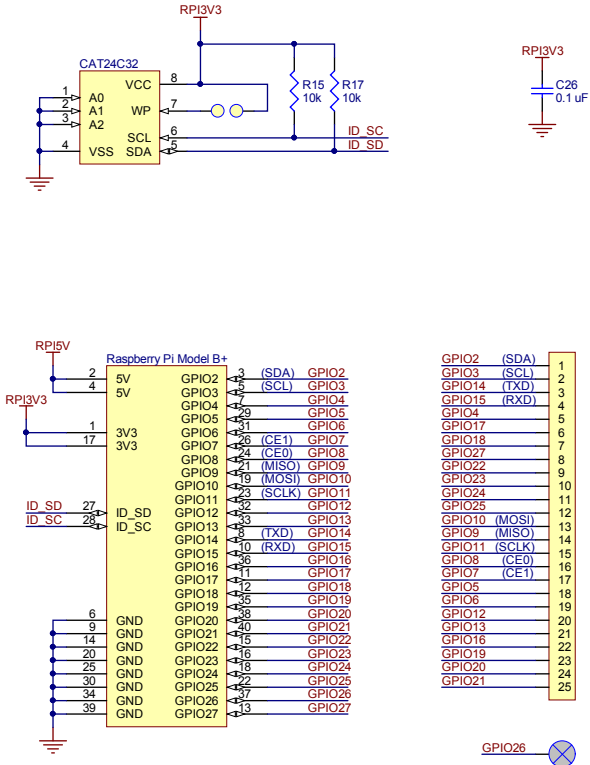 RPI3V3
CAT24C32
1 A0 VCC 8
2 A1 WP 7
3 A2
SCL 6 ID_SC
4 VSS SDA 5 ID_SD
R15 R17
10k 10k
RPI3V3
C26
0.1 uF
RPI5V
Raspberry Pi Model B+
2 5V GPIO2 3 (SDA) GPIO2
4 5V GPIO3 5 (SCL) GPIO3
RPI3V3
GPIO4 7 GPIO4
GPIO5 29 GPIO5
1 3V3 GPIO6 31 GPIO6
17 3V3 GPIO7 26 (CE1) GPIO7
GPIO8 24 (CE0) GPIO8
GPIO9 21 (MISO) GPIO9
GPIO10 19 (MOSI) GPIO10
GPIO11 23 (SCLK) GPIO11
ID_SD 27 ID_SD GPIO12 32 GPIO12
ID_SC 28 ID_SC GPIO13 33 GPIO13
GPIO14 8 (TXD) GPIO14
GPIO15 10 (RXD) GPIO15
GPIO16 36 GPIO16
GPIO17 11 GPIO17
GPIO18 12 GPIO18
GPIO19 35 GPIO19
6 GND GPIO20 38 GPIO20
9 GND GPIO21 40 GPIO21
14 GND GPIO22 15 GPIO22
20 GND GPIO23 16 GPIO23
25 GND GPIO24 18 GPIO24
30 GND GPIO25 22 GPIO25
34 GND GPIO26 37 GPIO26
39 GND GPIO27 13 GPIO27
GPIO2 (SDA) 1
GPIO3 (SCL) 2
GPIO14 (TXD) 3
GPIO15 (RXD) 4
GPIO4 5
GPIO17 6
GPIO18 7
GPIO27 8
GPIO22 9
GPIO23 10
GPIO24 11
GPIO25 12
GPIO10 (MOSI) 13
GPIO9 (MISO) 14
GPIO11 (SCLK) 15
GPIO8 (CE0) 16
GPIO7 (CE1) 17
GPIO5 18
GPIO6 19
GPIO12 20
GPIO13 21
GPIO16 22
GPIO19 23
GPIO20 24
GPIO21 25
GPIO26